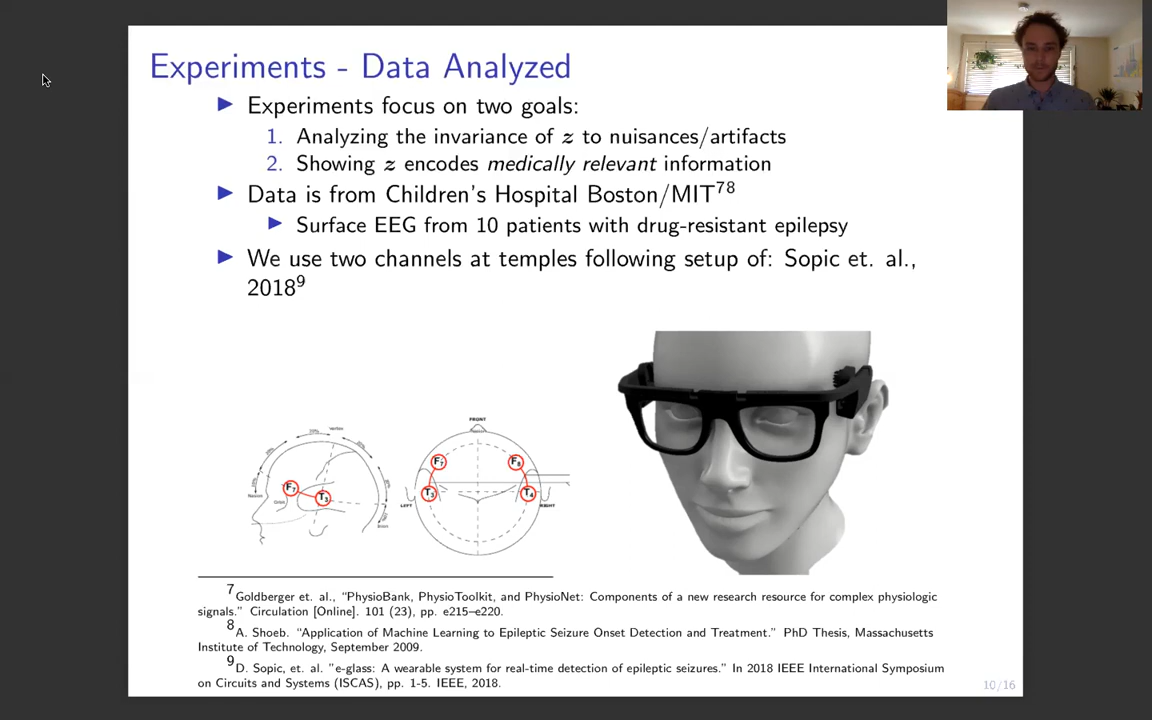 Experiments - Data Analyzed
Experiments focus on two goals:
1. Analyzing the invariance of z to nuisances/artifacts
2. Showing z encodes medically relevant information
Data is from Children's Hospital Boston/MIT78
Surface EEG from 10 patients with drug-resistant epilepsy
We use two channels at temples following setup of: Sopic et. al.,
20189
Vertex
Nasion
F7
T3
FRONT
F7
F8
T3
T4
LEFT
RIGHT
7Goldberger et. al., "PhysioBank, PhysioToolkit, and PhysioNet: Components of a new research resource for complex physiologic
signals." Circulation [Online]. 101 (23), pp. e215–e220.
8A. Shoeb. "Application of Machine Learning to Epileptic Seizure Onset Detection and Treatment." PhD Thesis, Massachusetts
Institute of Technology, September 2009.
9D. Sopic, et. al. "e-glass: A wearable system for real-time detection of epileptic seizures." In 2018 IEEE International Symposium
on Circuits and Systems (ISCAS), pp. 1-5. IEEE, 2018.
10/16